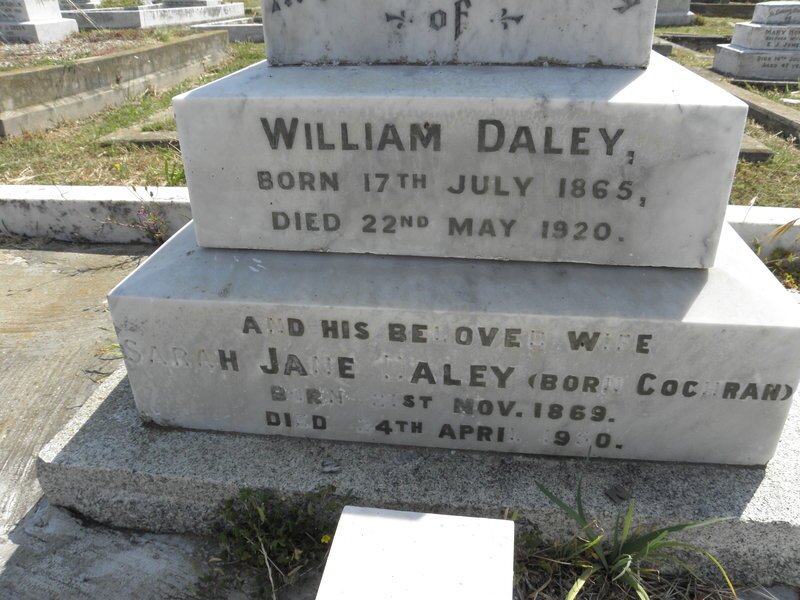 of
WILLIAM DALEY,
BORN 17TH JULY 1865,
DIED 22ND MAY 1920.
AND HIS BELOVED WIFE
SARAH JANE DALEY (BORN COCHRAN)
BORN NOV. 1869.
DIED APRIL